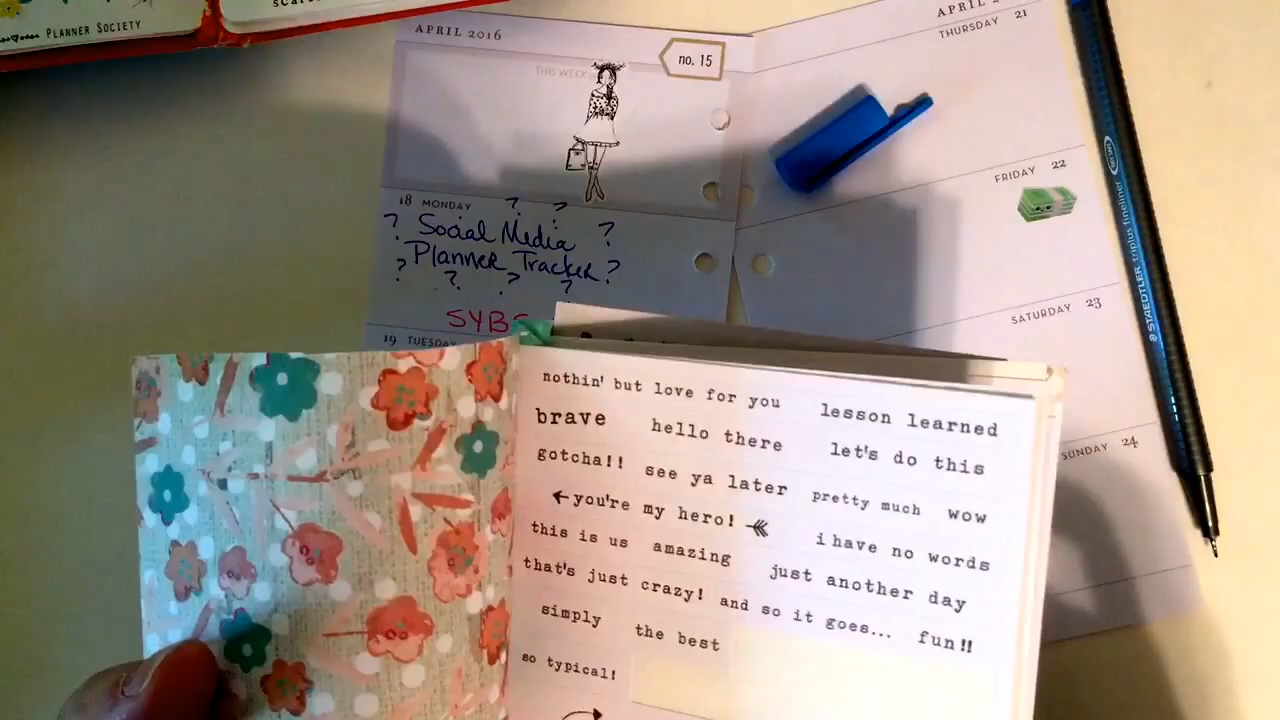 PLANNER SOCIETY
APRIL 2016
THIS WEEK
no. 15
18 MONDAY
? ? ? ?
Social Media
Planner Tracker
? ? ? ? ?
19 TUESDAY
THURSDAY 21
FRIDAY 22
SATURDAY 23
SUNDAY 24
STAEDTLER triplus fineliner
nothin' but love for you lesson learned
brave hello there let's do this
gotcha!! see ya later pretty much wow
←you're my hero!
i have no words
this is us amazing just another day
that's just crazy! and so it goes... fun!!
simply the best
so typical!